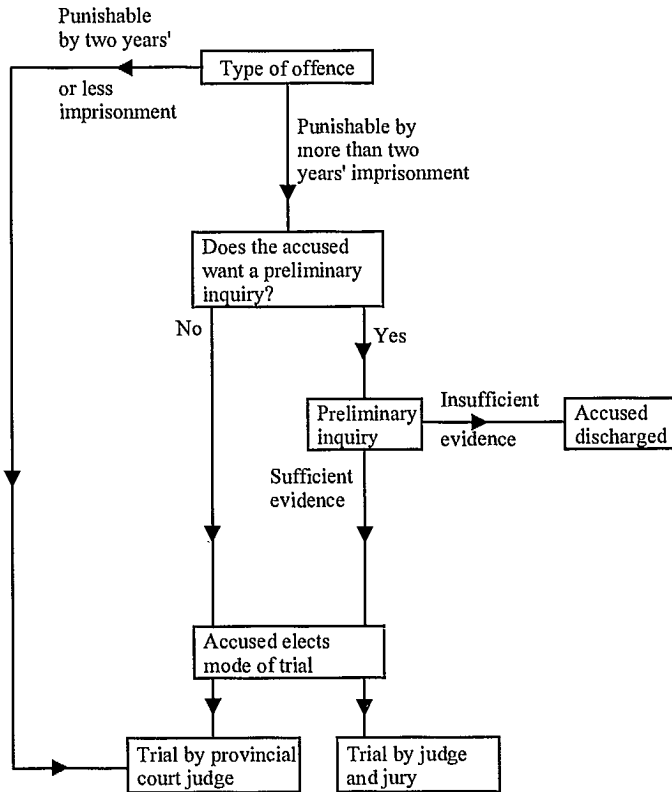 Punishable
by two years'
or less
imprisonment
Type of offence
Punishable by
more than two
years' imprisonment
Does the accused
want a preliminary
inquiry?
No
Yes
Preliminary
inquiry
Insufficient
evidence
Accused
discharged
Sufficient
evidence
Accused elects
mode of trial
Trial by provincial
court judge
Trial by judge
and jury